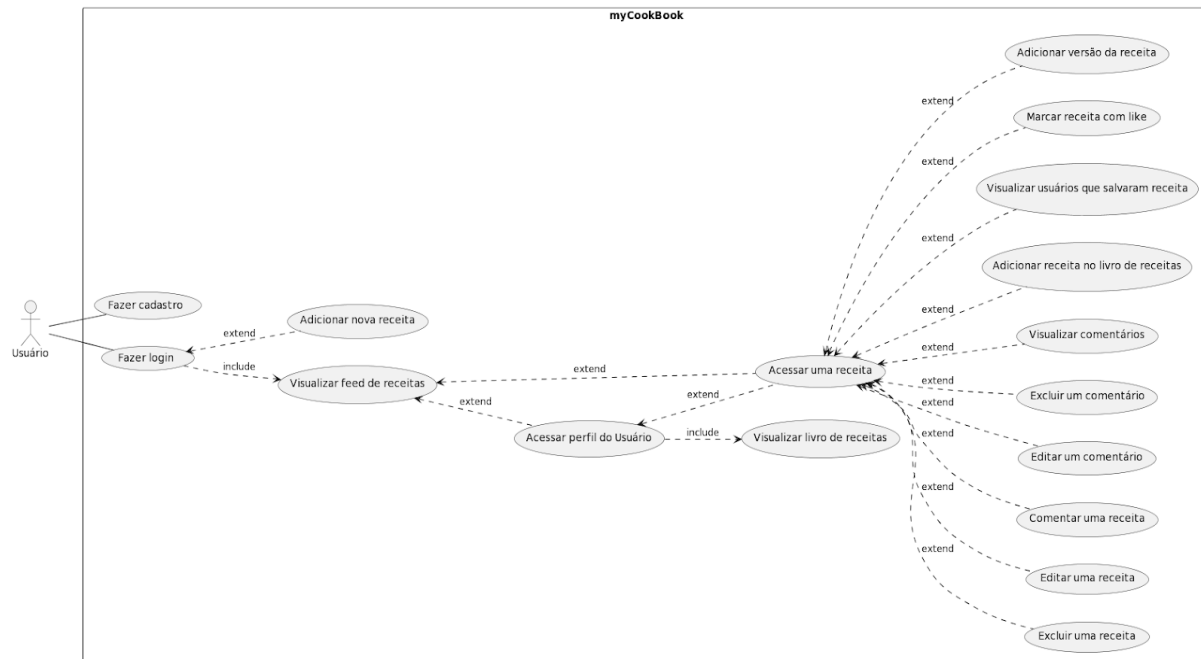 myCookBook
Adicionar versão da receita
extend
Marcar receita com like
extend
Visualizar usuários que salvaram receita
extend
Adicionar receita no livro de receitas
extend
Visualizar comentários
extend
Excluir um comentário
extend
Editar um comentário
extend
Comentar uma receita
extend
Editar uma receita
extend
Excluir uma receita
extend
Usuário
Fazer cadastro
Fazer login
extend
Adicionar nova receita
include
Visualizar feed de receitas
extend
Acessar uma receita
extend
extend
Acessar perfil do Usuário
include
Visualizar livro de receitas